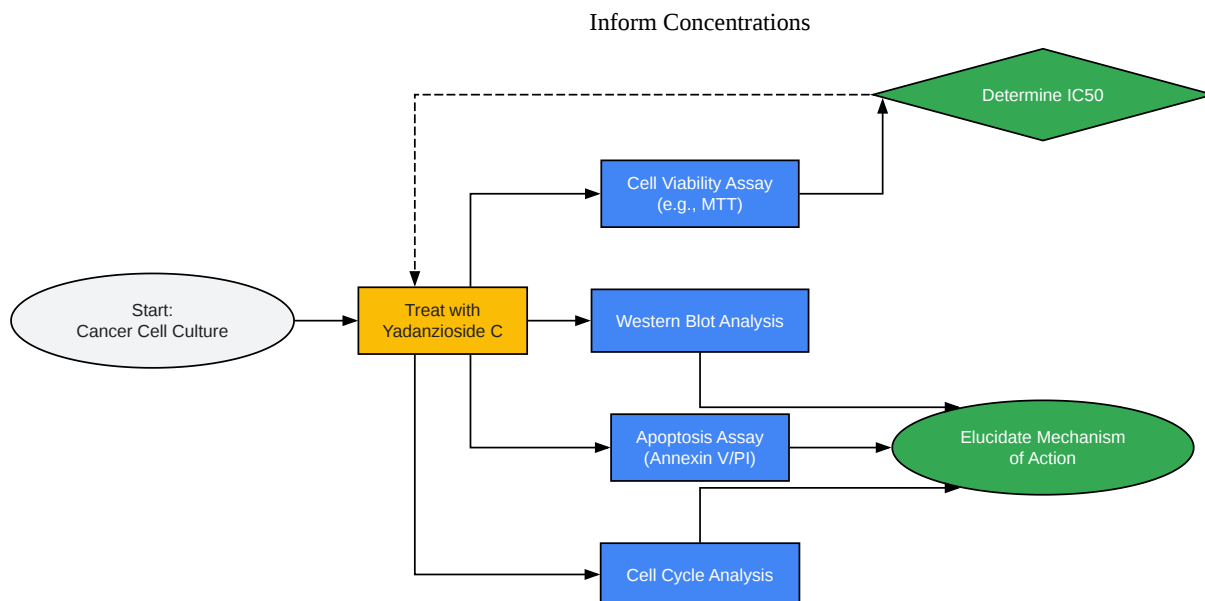 Inform Concentrations
Determine IC50
Cell Viability Assay
(e.g., MTT)
Start:
Cancer Cell Culture
Treat with
Yadanzioside C
Western Blot Analysis
Apoptosis Assay
(Annexin V/PI)
Elucidate Mechanism
of Action
Cell Cycle Analysis